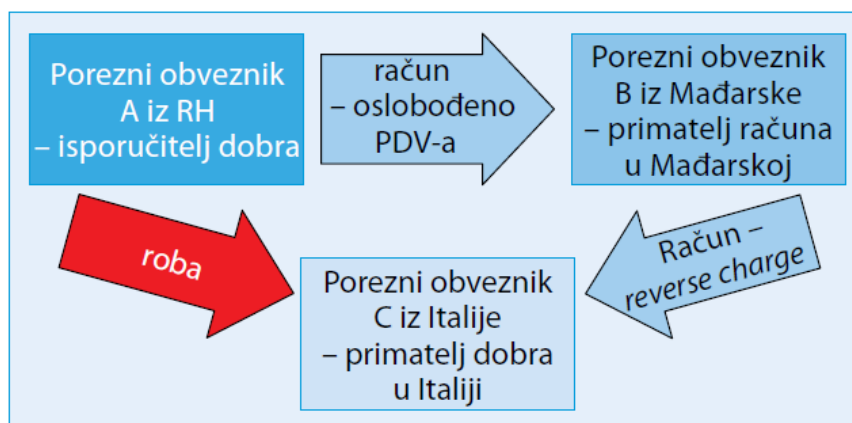 Porezni obveznik
A iz RH
– isporučitelj dobra
račun
– oslobođeno
PDV-a
Porezni obveznik
B iz Mađarske
– primatelj računa
u Mađarskoj
roba
Račun –
reverse charge
Porezni obveznik
C iz Italije
– primatelj dobra
u Italiji